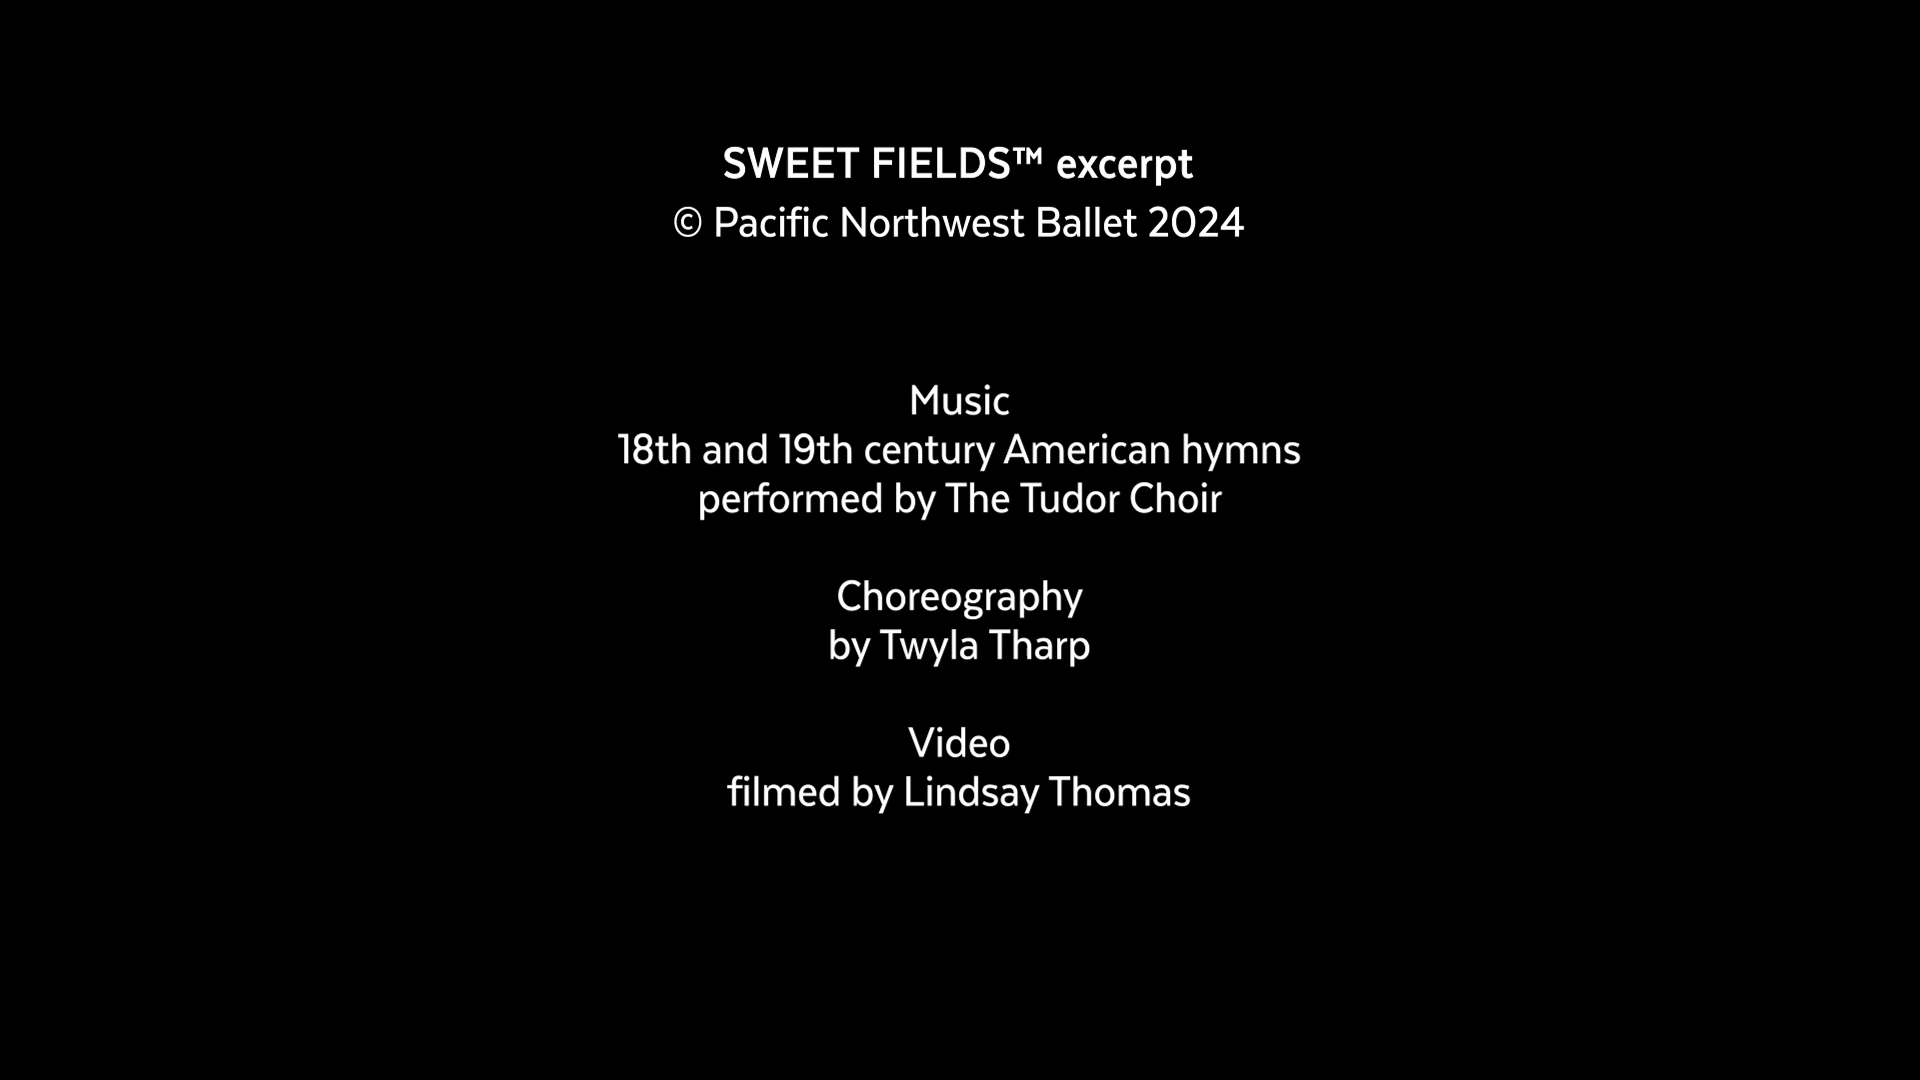 SWEET FIELDS™ excerpt
© Pacific Northwest Ballet 2024
Music
18th and 19th century American hymns
performed by The Tudor Choir
Choreography
by Twyla Tharp
Video
filmed by Lindsay Thomas